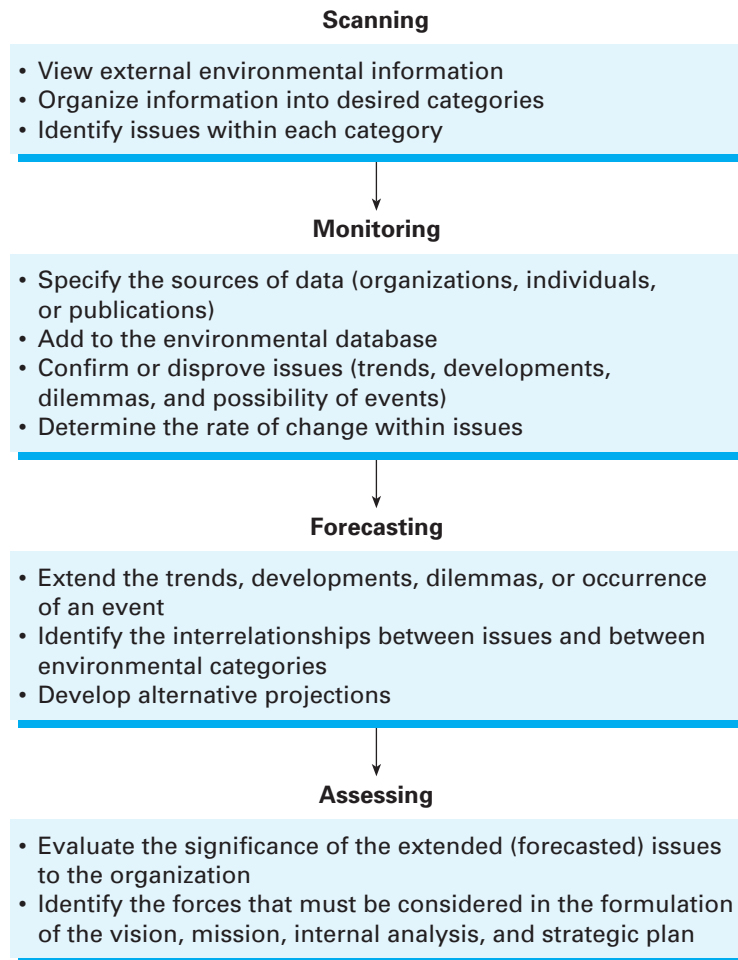 Scanning
• View external environmental information
• Organize information into desired categories
• Identify issues within each category
Monitoring
• Specify the sources of data (organizations, individuals,
or publications)
• Add to the environmental database
• Confirm or disprove issues (trends, developments,
dilemmas, and possibility of events)
• Determine the rate of change within issues
Forecasting
• Extend the trends, developments, dilemmas, or occurrence
of an event
• Identify the interrelationships between issues and between
environmental categories
• Develop alternative projections
Assessing
• Evaluate the significance of the extended (forecasted) issues
to the organization
• Identify the forces that must be considered in the formulation
of the vision, mission, internal analysis, and strategic plan